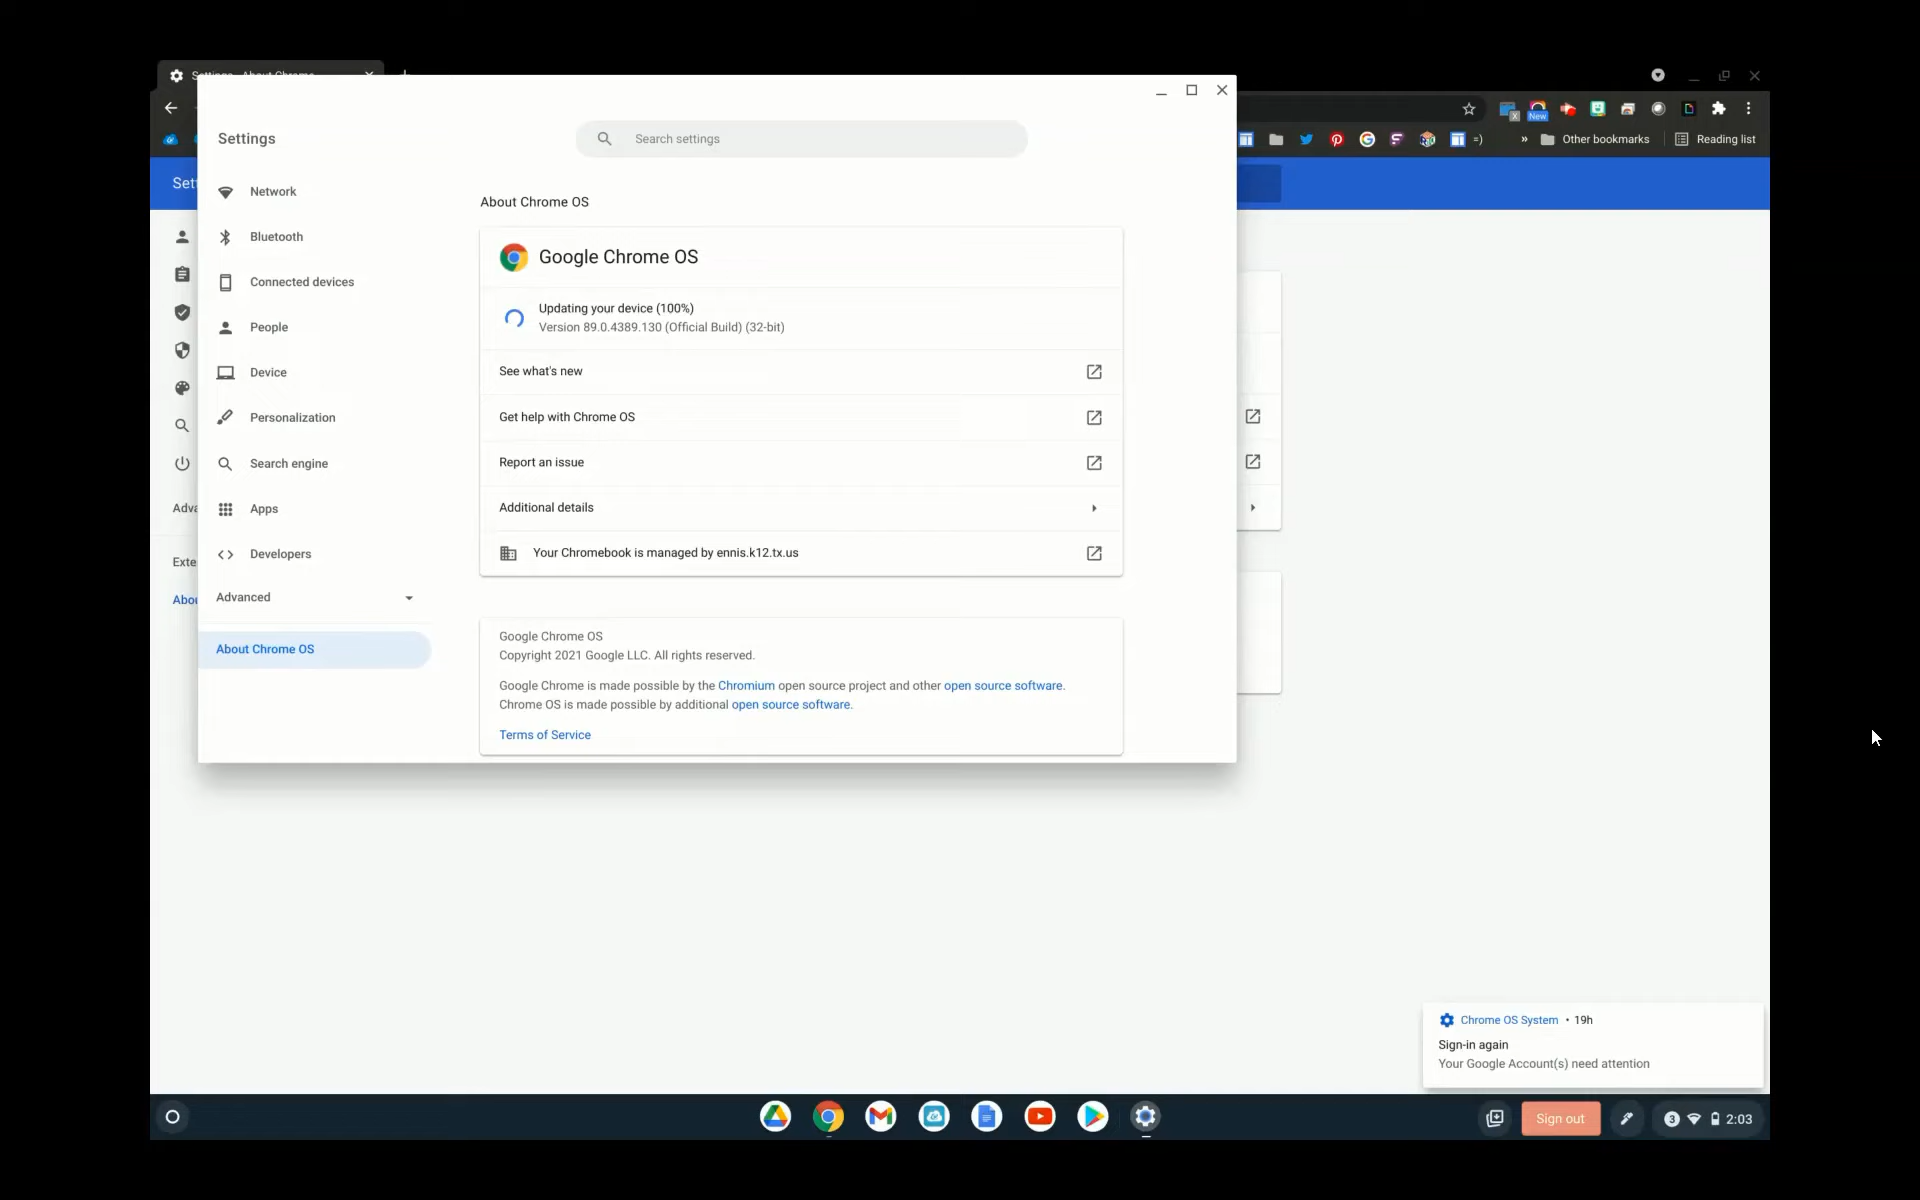 Settings - About Chrome
New
=)
» Other bookmarks
Reading list
Settings
Search settings
Network
Bluetooth
Connected devices
People
Device
Personalization
Search engine
Apps
Developers
Advanced
About Chrome OS
Sett
Adva
Exte
Abou
About Chrome OS
Google Chrome OS
Updating your device (100%)
Version 89.0.4389.130 (Official Build) (32-bit)
See what's new
Get help with Chrome OS
Report an issue
Additional details
Your Chromebook is managed by ennis.k12.tx.us
Google Chrome OS
Copyright 2021 Google LLC. All rights reserved.
Google Chrome is made possible by the Chromium open source project and other open source software.
Chrome OS is made possible by additional open source software.
Terms of Service
Chrome OS System • 19h
Sign-in again
Your Google Account(s) need attention
Sign out
3
2:03